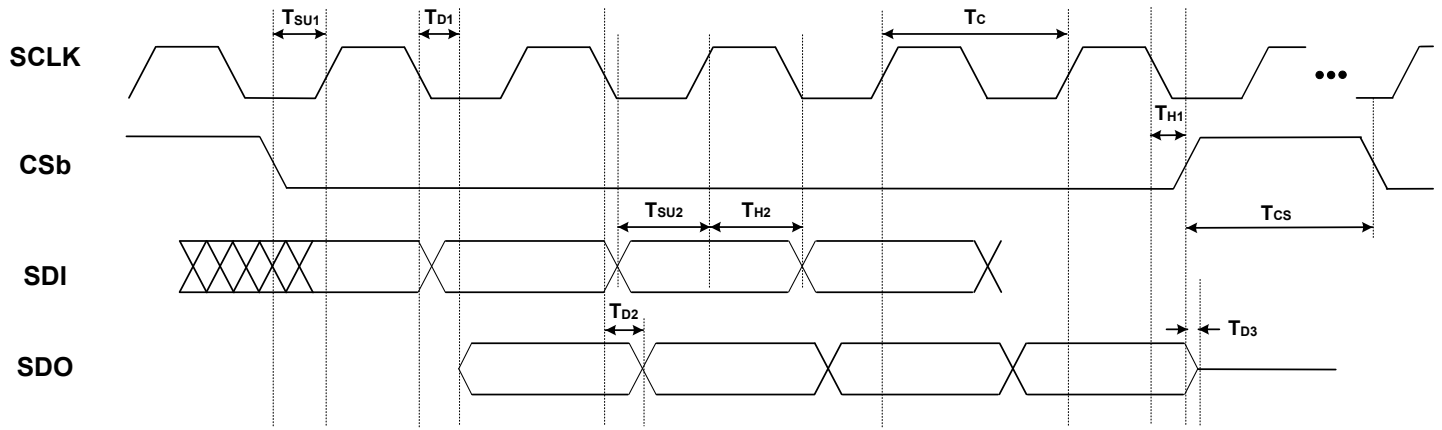 TSU1 TD1 TC
SCLK
•••
TH1
CSb
TSU2 TH2 TCS
SDI
TD2 TD3
SDO